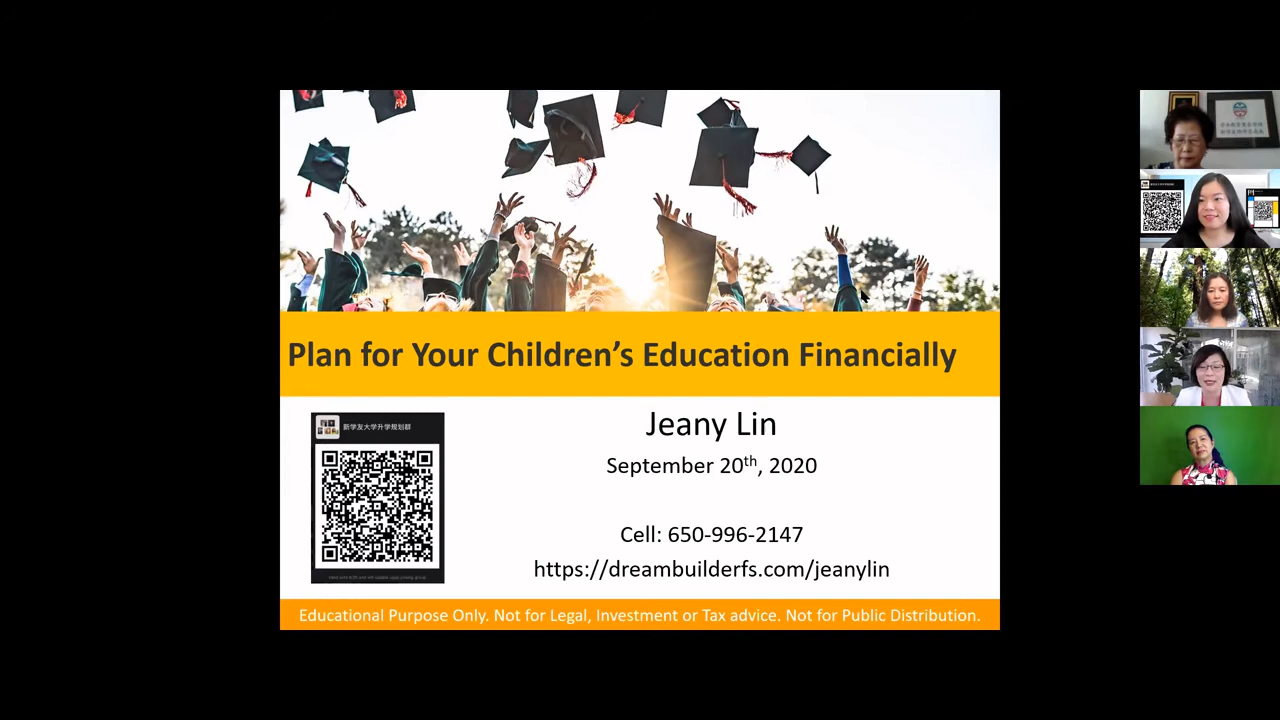 Plan for Your Children's Education Financially
新学友大学升学规划群
Jeany Lin
September 20th, 2020
Cell: 650-996-2147
https://dreambuilderfs.com/jeanylin
Educational Purpose Only. Not for Legal, Investment or Tax advice. Not for Public Distribution.